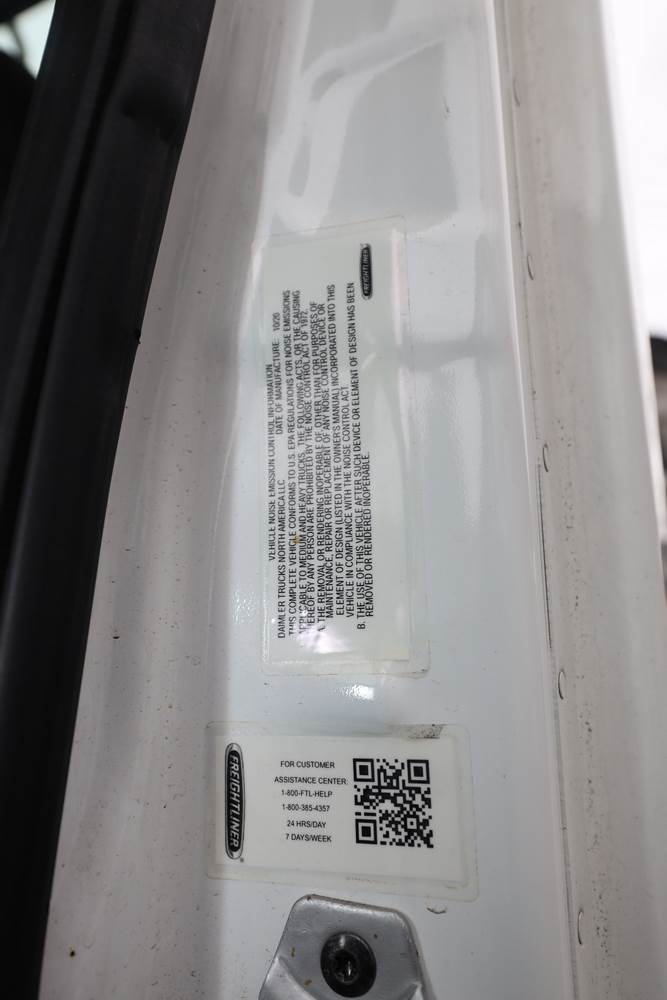 VEHICLE NOISE EMISSION CONTROL INFORMATION
DAIMLER TRUCKS NORTH AMERICA LLC DATE OF MANUFACTURE: 10/20
THIS COMPLETE VEHICLE CONFORMS TO U.S. EPA REGULATIONS FOR NOISE EMISSIONS
APPLICABLE TO MEDIUM AND HEAVY TRUCKS. THE FOLLOWING ACTS, OR THE CAUSING
THEREOF BY ANY PERSON ARE PROHIBITED BY THE NOISE CONTROL ACT OF 1972.
A. THE REMOVAL OR RENDERING INOPERABLE OF, OTHER THAN FOR PURPOSES OF
MAINTENANCE, REPAIR OR REPLACEMENT OF ANY NOISE CONTROL DEVICE OR
ELEMENT OF DESIGN (LISTED IN THE OWNER'S MANUAL) INCORPORATED INTO THIS
VEHICLE IN COMPLIANCE WITH THE NOISE CONTROL ACT.
B. THE USE OF THIS VEHICLE AFTER SUCH DEVICE OR ELEMENT OF DESIGN HAS BEEN
REMOVED OR RENDERED INOPERABLE.
FREIGHTLINER
FREIGHTLINER®
FOR CUSTOMER
ASSISTANCE CENTER:
1-800-FTL-HELP
1-800-385-4357
24 HRS/DAY
7 DAYS/WEEK